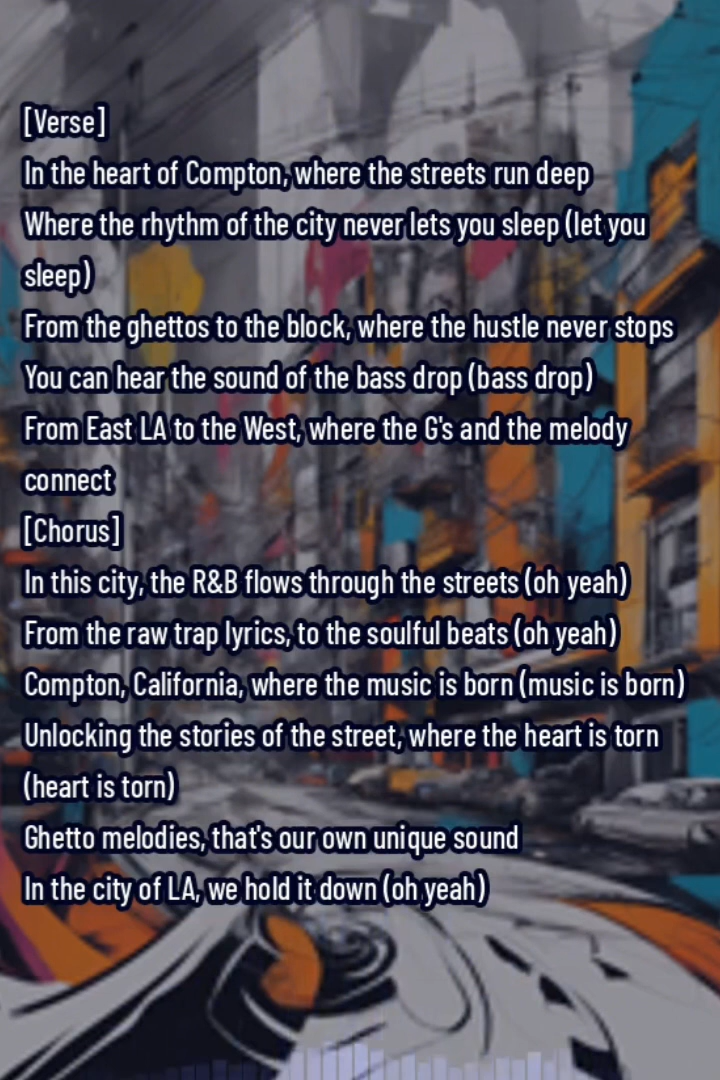 [Verse]
In the heart of Compton, where the streets run deep
Where the rhythm of the city never lets you sleep (let you
sleep)
From the ghettos to the block, where the hustle never stops
You can hear the sound of the bass drop (bass drop)
From East LA to the West, where the G's and the melody
connect
[Chorus]
In this city, the R&B flows through the streets (oh yeah)
From the raw trap lyrics, to the soulful beats (oh yeah)
Compton, California, where the music is born (music is born)
Unlocking the stories of the street, where the heart is torn
(heart is torn)
Ghetto melodies, that's our own unique sound
In the city of LA, we hold it down (oh yeah)